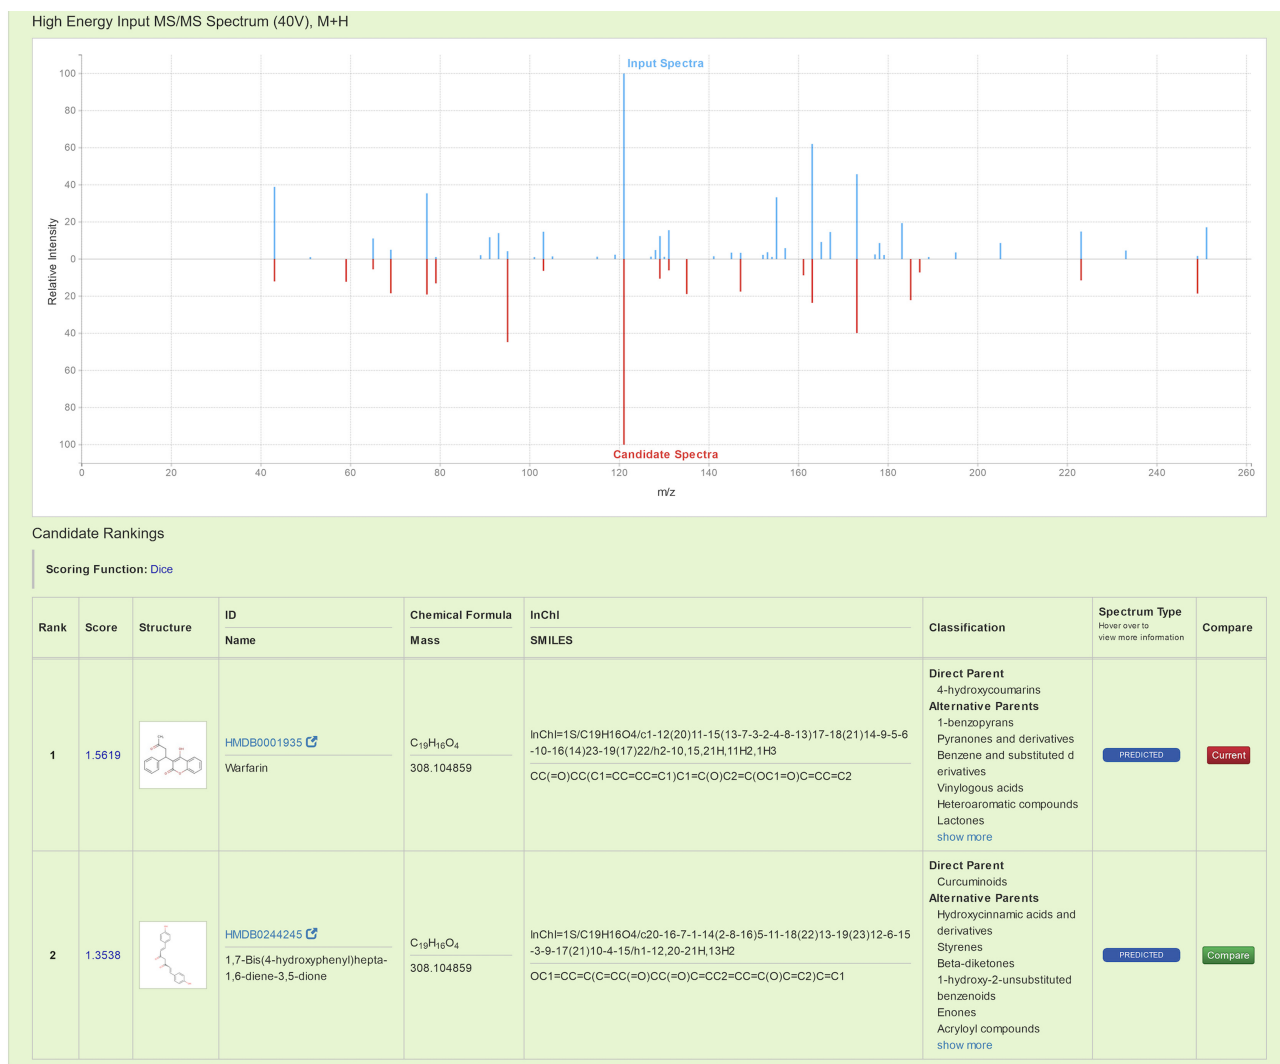 High Energy Input MS/MS Spectrum (40V), M+H
Input Spectra
100
80
60
40
20
0
20
40
60
80
100
Relative Intensity
Candidate Spectra
0 20 40 60 80 100 120 140 160 180 200 220 240 260
m/z
Candidate Rankings
Scoring Function: Dice
Rank Score Structure ID Name Chemical Formula Mass InChI SMILES Classification Spectrum Type Compare
Hover over to
view more information
1
1.5619
HMDB0001935
Warfarin
C19H16O4
308.104859
InChI=1S/C19H16O4/c1-12(20)11-15(13-7-3-2-4-8-13)17-18(21)14-9-5-6
-10-16(14)23-19(17)22/h2-10,15,21H,11H2,1H3
CC(=O)CC(C1=CC=CC=C1)C1=C(O)C2=C(OC1=O)C=CC=C2
Direct Parent
4-hydroxycoumarins
Alternative Parents
1-benzopyrans
Pyranones and derivatives
Benzene and substituted d
erivatives
Vinylogous acids
Heteroaromatic compounds
Lactones
show more
PREDICTED
Current
2
1.3538
HMDB0244245
1,7-Bis(4-hydroxyphenyl)hepta-
1,6-diene-3,5-dione
C19H16O4
308.104859
InChI=1S/C19H16O4/c20-16-7-1-14(2-8-16)5-11-18(22)13-19(23)12-6-15
-3-9-17(21)10-4-15/h1-12,20-21H,13H2
OC1=CC=C(C=CC(=O)CC(=O)C=CC2=CC=C(O)C=C2)C=C1
Direct Parent
Curcuminoids
Alternative Parents
Hydroxycinnamic acids and
derivatives
Styrenes
Beta-diketones
1-hydroxy-2-unsubstituted
benzenoids
Enones
Acryloyl compounds
show more
PREDICTED
Compare